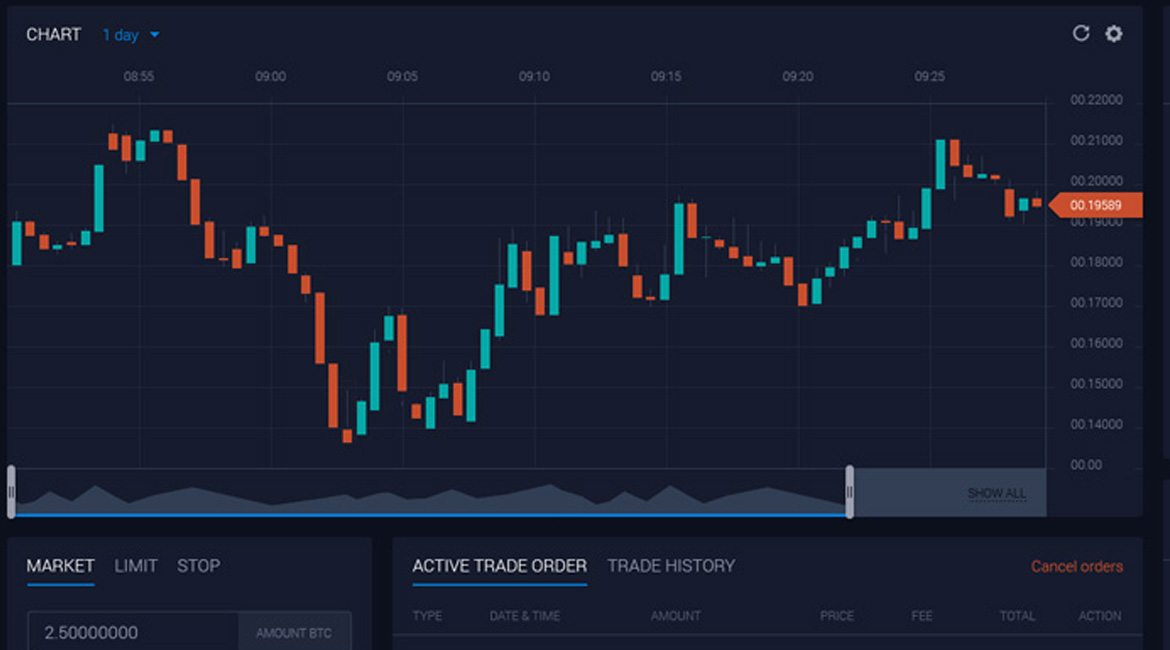 CHART 1 day
08:55 09:00 09:05 09:10 09:15 09:20 09:25
00.22000
00.21000
00.20000
00.19589
00.19000
00.18000
00.17000
00.16000
00.15000
00.14000
00.00
SHOW ALL
MARKET LIMIT STOP
2.50000000 AMOUNT BTC
ACTIVE TRADE ORDER TRADE HISTORY Cancel orders
TYPE DATE & TIME AMOUNT PRICE FEE TOTAL ACTION